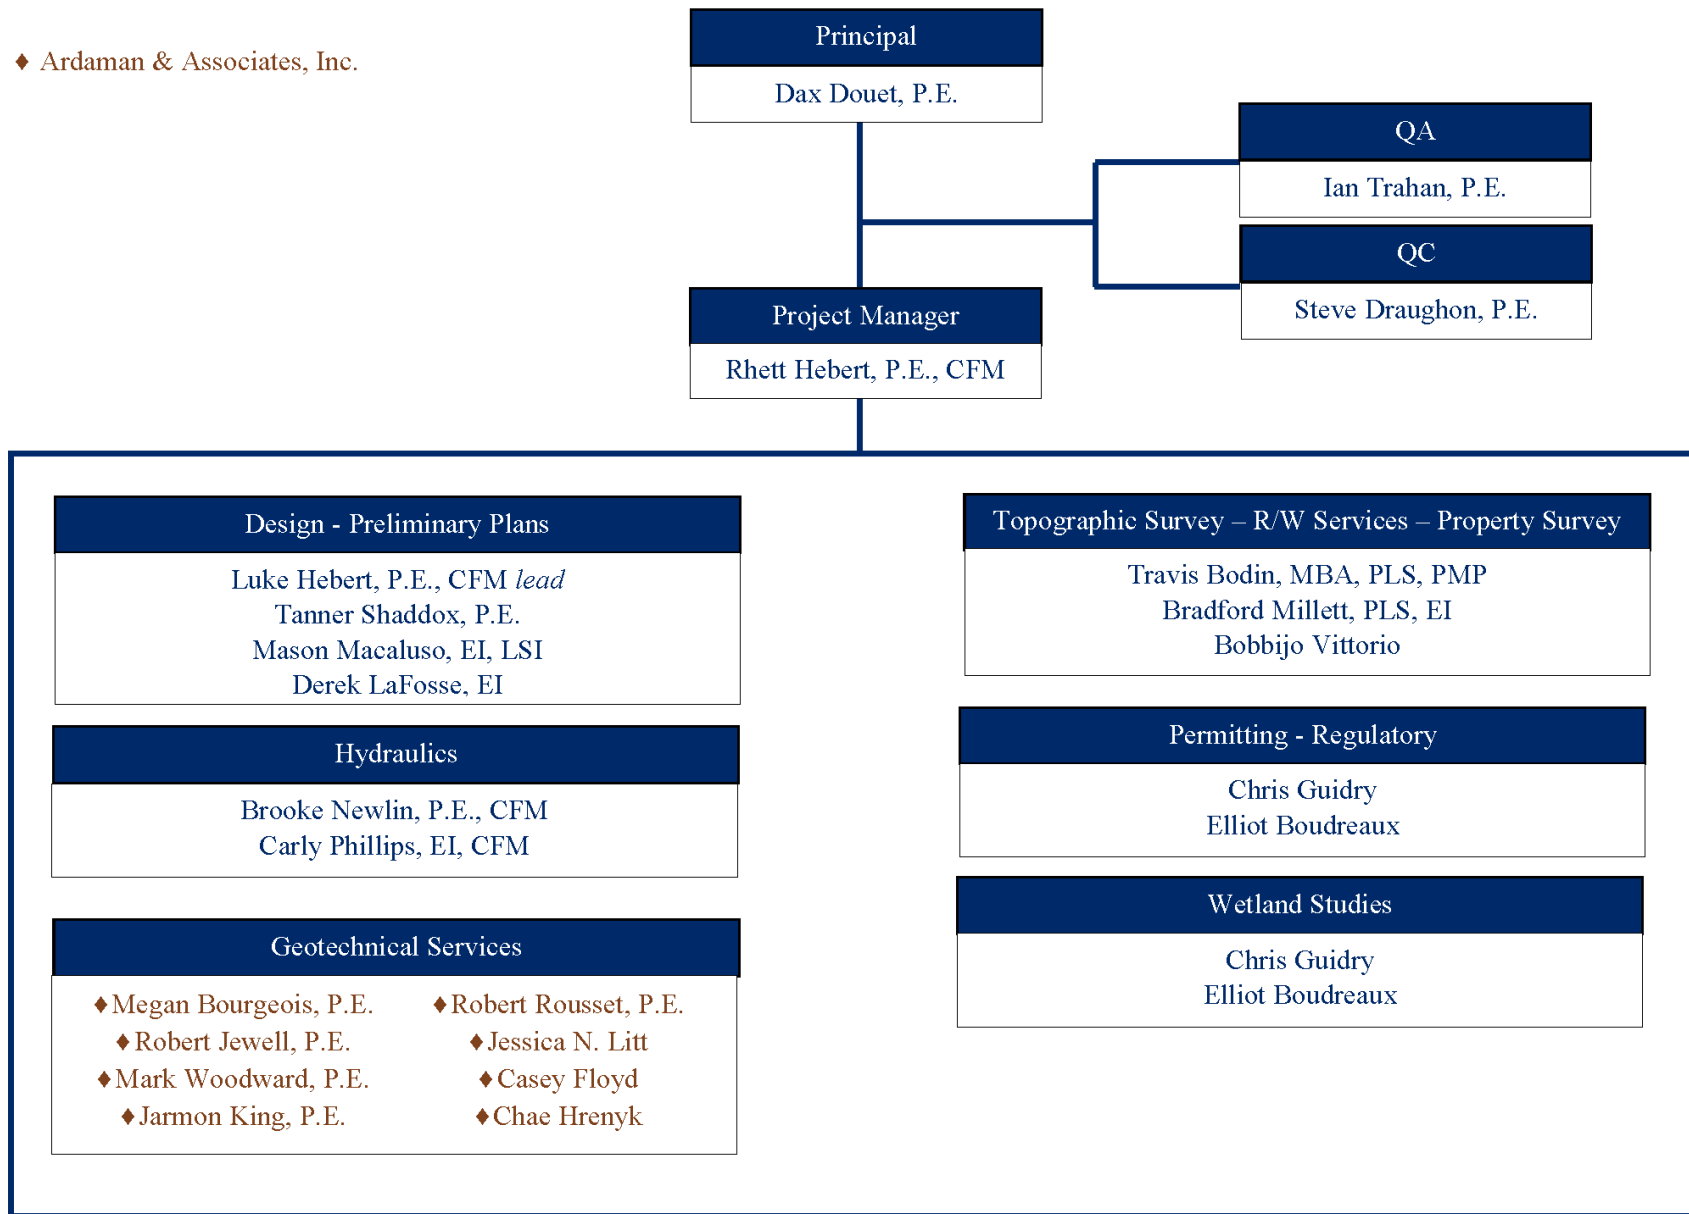 ♦ Ardaman & Associates, Inc.
Principal
Dax Douet, P.E.
QA
Ian Trahan, P.E.
QC
Steve Draughon, P.E.
Project Manager
Rhett Hebert, P.E., CFM
Design - Preliminary Plans
Luke Hebert, P.E., CFM lead
Tanner Shaddox, P.E.
Mason Macaluso, EI, LSI
Derek LaFosse, EI
Hydraulics
Brooke Newlin, P.E., CFM
Carly Phillips, EI, CFM
Geotechnical Services
♦Megan Bourgeois, P.E.
♦Robert Jewell, P.E.
♦Mark Woodward, P.E.
♦Jarmon King, P.E.
♦Robert Rousset, P.E.
♦Jessica N. Litt
♦Casey Floyd
♦Chae Hrenyk
Topographic Survey – R/W Services – Property Survey
Travis Bodin, MBA, PLS, PMP
Bradford Millett, PLS, EI
Bobbijo Vittorio
Permitting - Regulatory
Chris Guidry
Elliot Boudreaux
Wetland Studies
Chris Guidry
Elliot Boudreaux